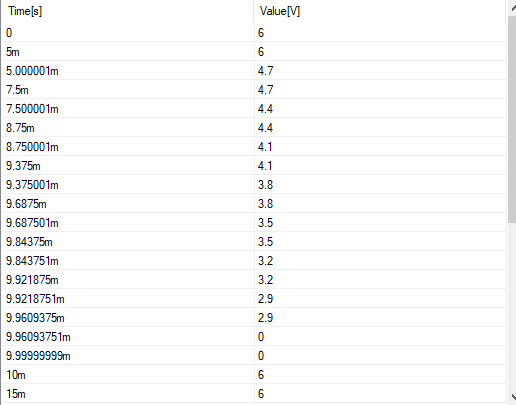 Time[s] Value[V]
0 6
5m 6
5.000001m 4.7
7.5m 4.7
7.500001m 4.4
8.75m 4.4
8.750001m 4.1
9.375m 4.1
9.375001m 3.8
9.6875m 3.8
9.687501m 3.5
9.84375m 3.5
9.843751m 3.2
9.921875m 3.2
9.9218751m 2.9
9.9609375m 2.9
9.96093751m 0
9.99999999m 0
10m 6
15m 6